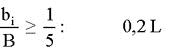 b_i/B ≥ 1/5 : 0,2 L